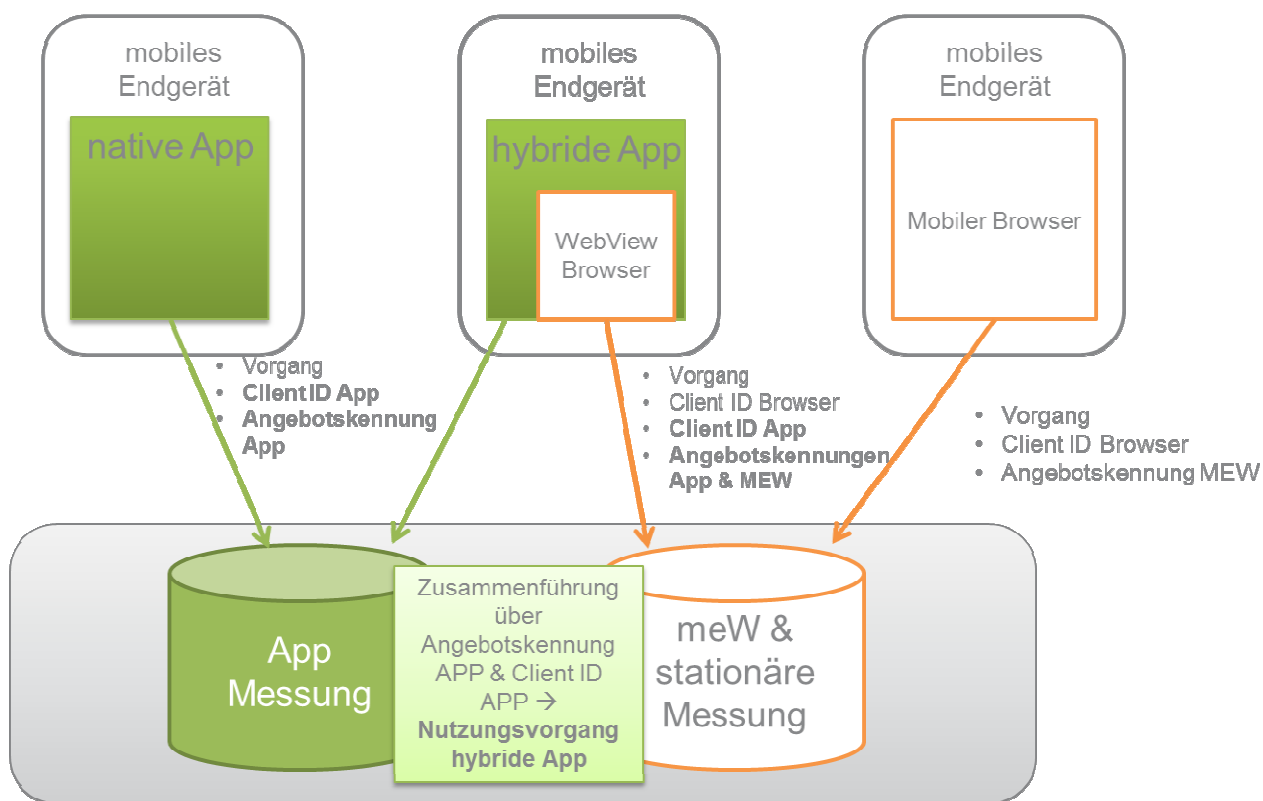 mobiles
Endgerät
native App
mobiles
Endgerät
hybride App
WebView
Browser
mobiles
Endgerät
Mobiler Browser
• Vorgang
• Client ID App
• Angebotskennung
App
• Vorgang
• Client ID Browser
• Client ID App
• Angebotskennungen
App & MEW
• Vorgang
• Client ID Browser
• Angebotskennung MEW
App
Messung
Zusammenführung
über
Angebotskennung
APP & Client ID
APP →
Nutzungsvorgang
hybride App
meW &
stationäre
Messung